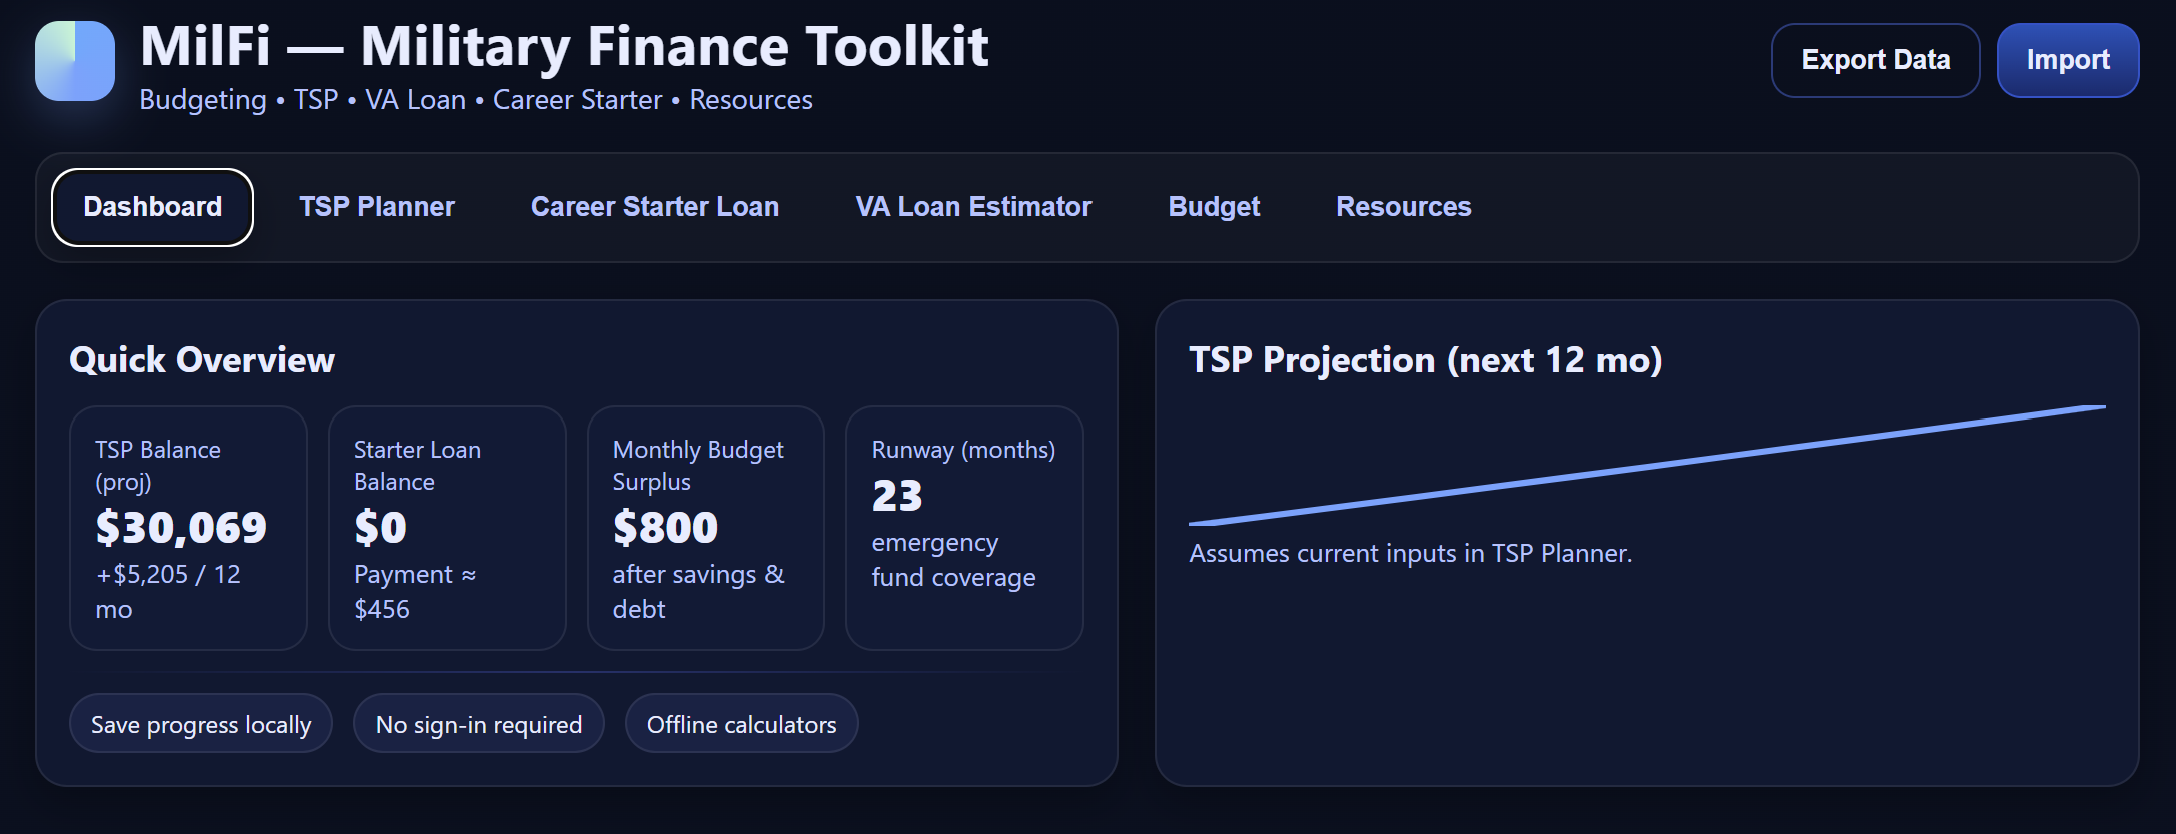 MilFi — Military Finance Toolkit
Budgeting • TSP • VA Loan • Career Starter • Resources
Export Data
Import
Dashboard
TSP Planner
Career Starter Loan
VA Loan Estimator
Budget
Resources
Quick Overview
TSP Balance
(proj)
$30,069
+$5,205 / 12
mo
Starter Loan
Balance
$0
Payment ≈
$456
Monthly Budget
Surplus
$800
after savings &
debt
Runway (months)
23
emergency
fund coverage
Save progress locally
No sign-in required
Offline calculators
TSP Projection (next 12 mo)
Assumes current inputs in TSP Planner.